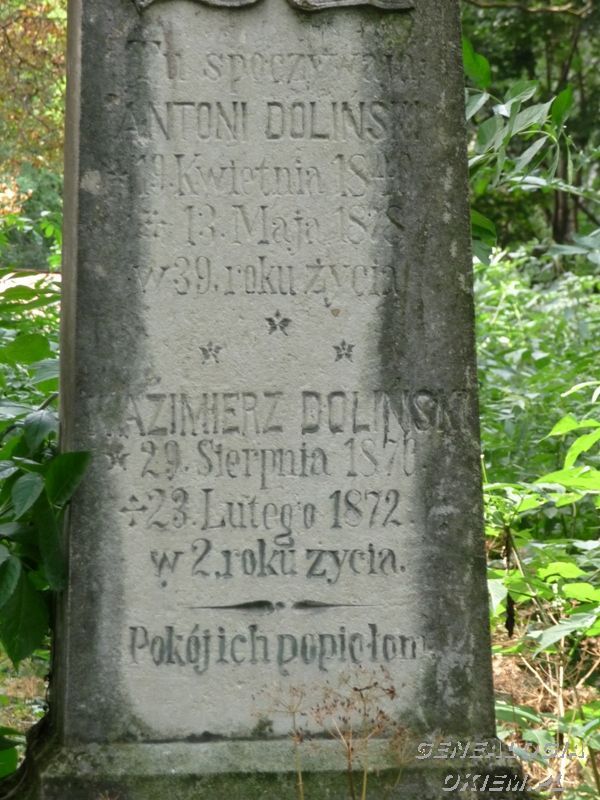 Tu spoczywają:
ANTONI DOLIŃSKI
* 19. Kwietnia 1840
✝ 13. Maja 1878
w 39. roku życia
KAZIMIERZ DOLIŃSKI
* 29. Sierpnia 1870
✝ 23. Lutego 1872.
w 2. roku życia.
Pokój ich popiołom
GENEALOGIA
OKIEM.PL